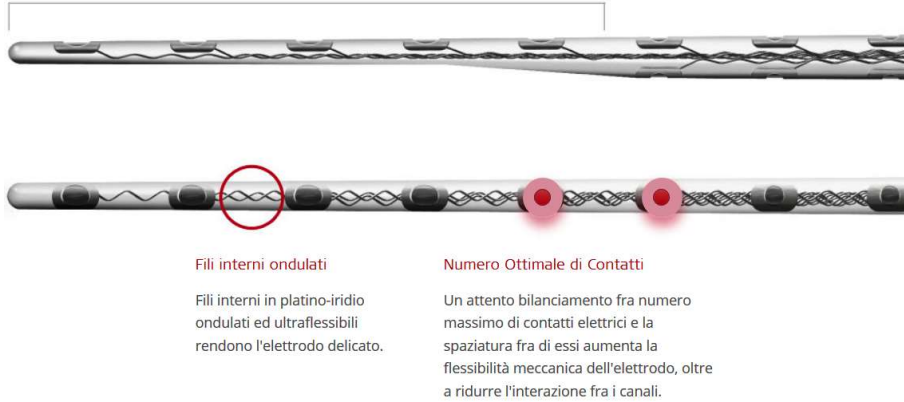 Fili interni ondulati
Fili interni in platino-iridio
ondulati ed ultraflessibili
rendono l'elettrodo delicato.
Numero Ottimale di Contatti
Un attento bilanciamento fra numero
massimo di contatti elettrici e la
spaziatura fra di essi aumenta la
flessibilità meccanica dell'elettrodo, oltre
a ridurre l'interazione fra i canali.